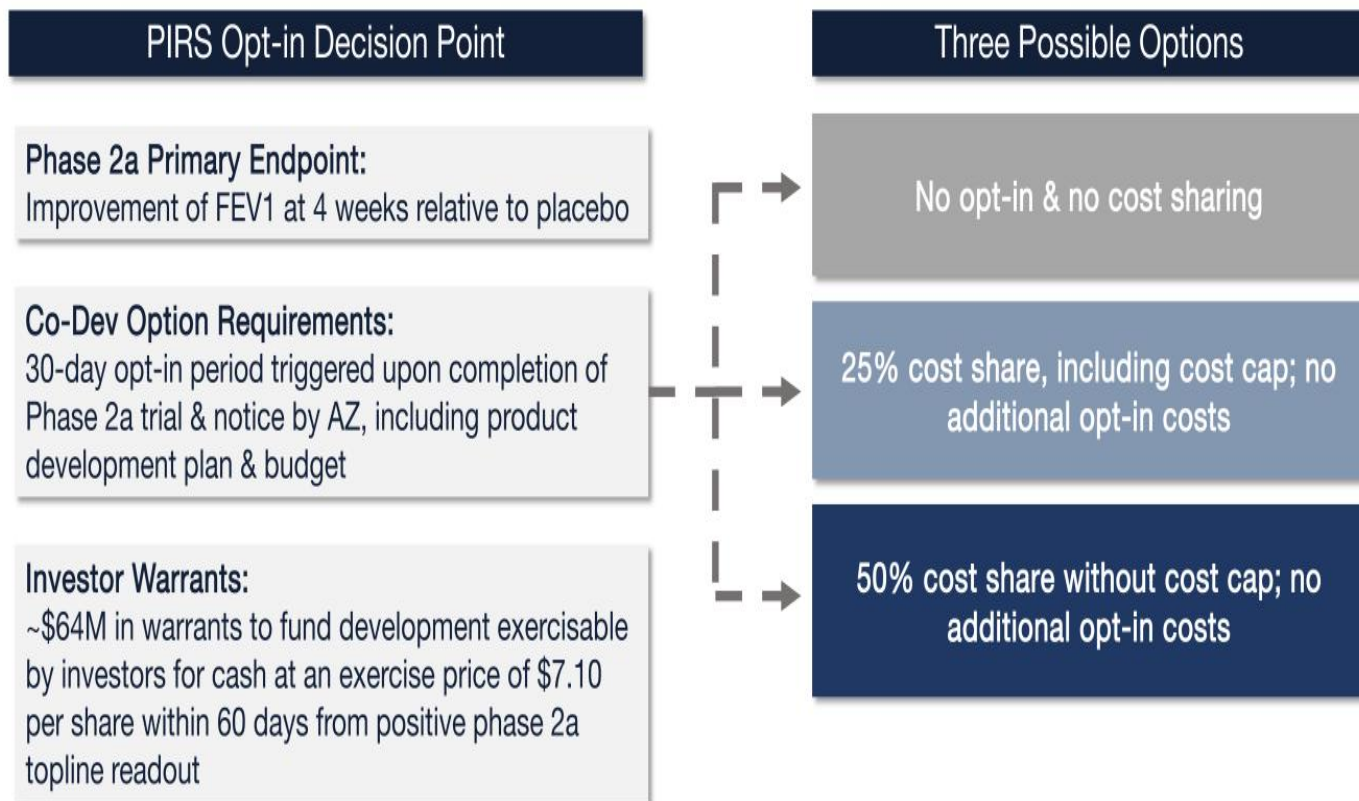 PIRS Opt-in Decision Point
Phase 2a Primary Endpoint:
Improvement of FEV1 at 4 weeks relative to placebo
Co-Dev Option Requirements:
30-day opt-in period triggered upon completion of
Phase 2a trial & notice by AZ, including product
development plan & budget
Investor Warrants:
~$64M in warrants to fund development exercisable
by investors for cash at an exercise price of $7.10
per share within 60 days from positive phase 2a
topline readout
Three Possible Options
No opt-in & no cost sharing
25% cost share, including cost cap; no
additional opt-in costs
50% cost share without cost cap; no
additional opt-in costs